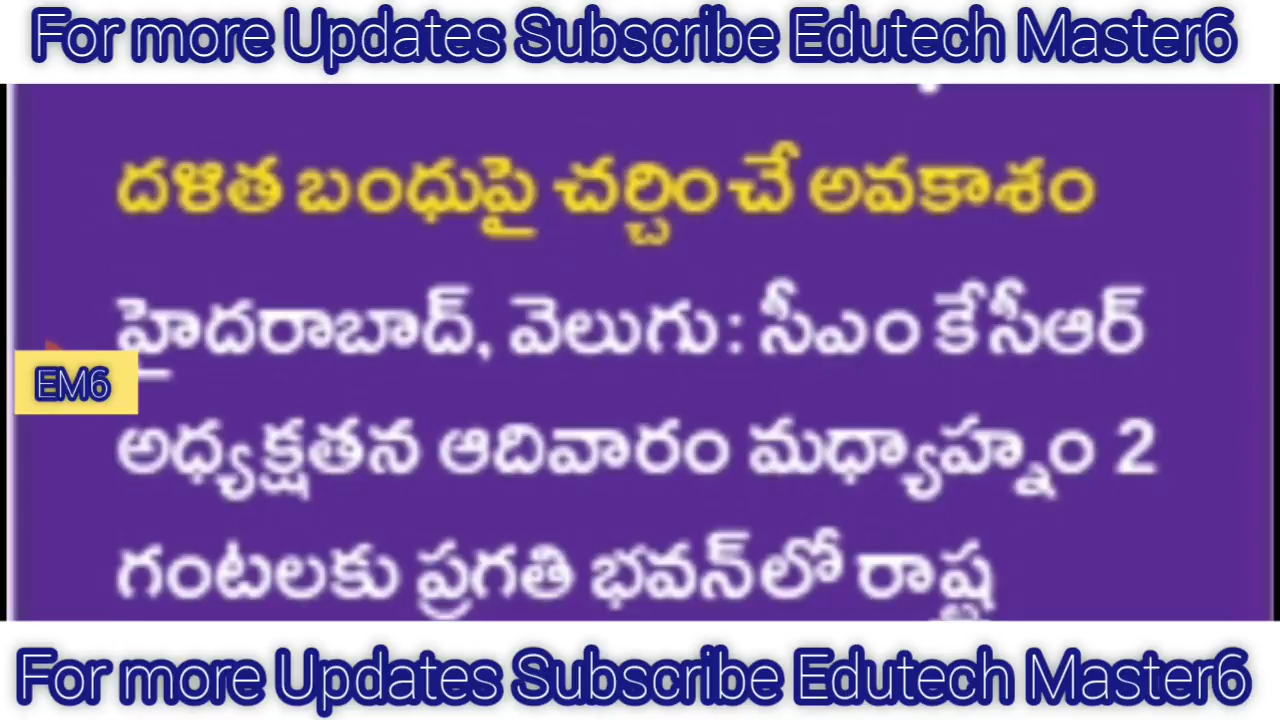 For more Updates Subscribe Edutech Master6
దళిత బంధుపై చర్చించే అవకాశం
హైదరాబాద్, వెలుగు: సీఎం కేసీఆర్
EM6
అధ్యక్షతన ఆదివారం మధ్యాహ్నం 2
గంటలకు ప్రగతి భవన్‌లో రాష్ట్ర
For more Updates Subscribe Edutech Master6